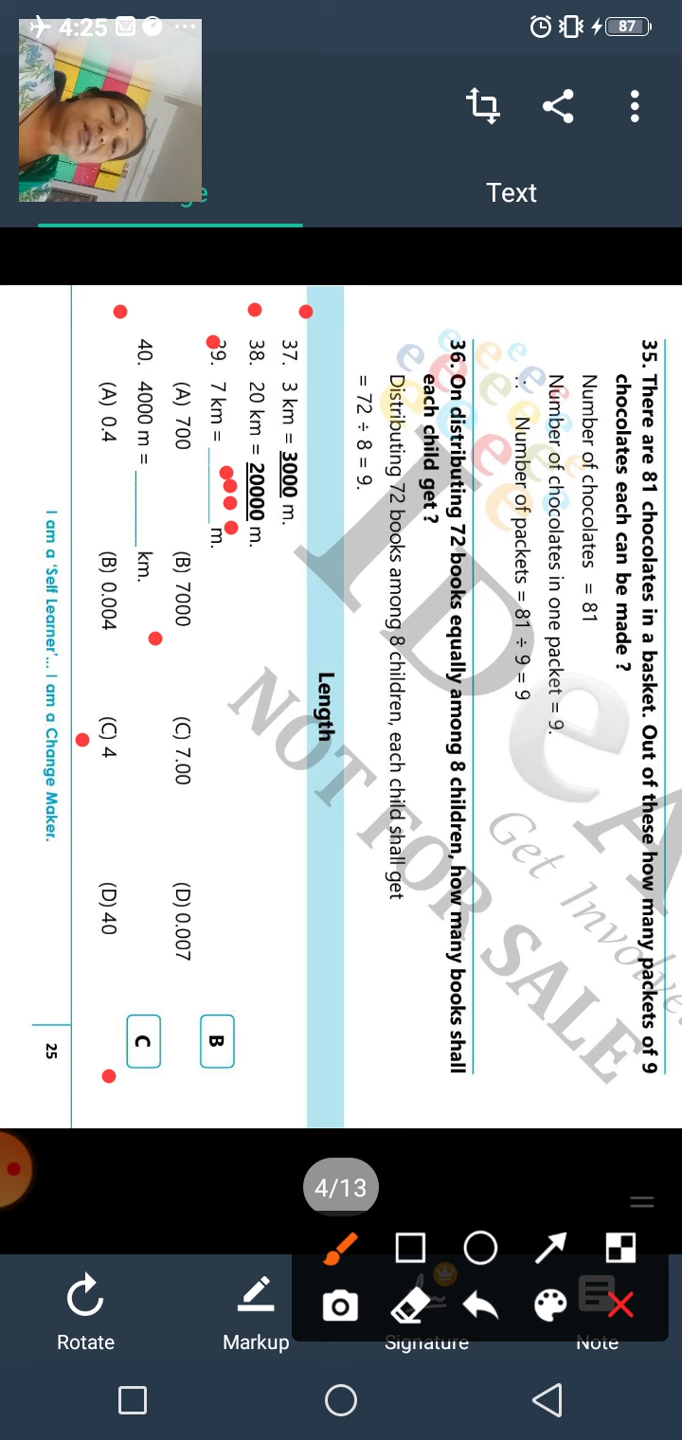 4:25
87
Text
35. There are 81 chocolates in a basket. Out of these how many packets of 9
chocolates each can be made ?
Number of chocolates = 81
Number of chocolates in one packet = 9.
∴ Number of packets = 81 ÷ 9 = 9
36. On distributing 72 books equally among 8 children, how many books shall
each child get ?
Distributing 72 books among 8 children, each child shall get
= 72 ÷ 8 = 9.
IDeA
Get Involve
NOT FOR SALE
Length
37. 3 km = 3000 m.
38. 20 km = 20000 m.
39. 7 km = ________ m.
(A) 700 (B) 7000 (C) 7.00 (D) 0.007
B
40. 4000 m = ________ km.
(A) 0.4 (B) 0.004 (C) 4 (D) 40
C
I am a 'Self Learner'... I am a Change Maker.
25
4/13
Rotate
Markup
Signature
Note